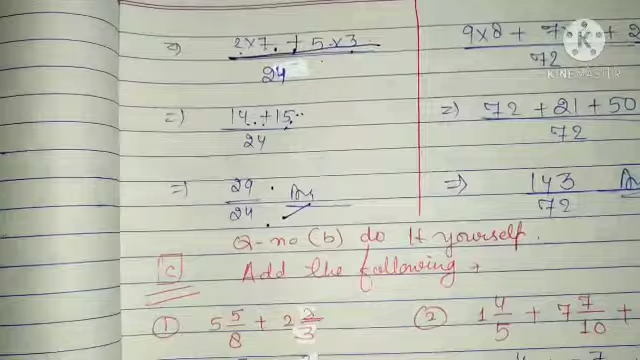 ⇒ 2×7 + 5×3
24
⇒ 14 + 15
24
⇒ 29 Ans
24
9×8 + 7× + 2
72
KINEMASTER
⇒ 72 + 21 + 50
72
⇒ 143
72
Q-no (b) do It yourself.
C Add the following →
① 5 5/8 + 2 2/3
② 1 4/5 + 7 7/10 +